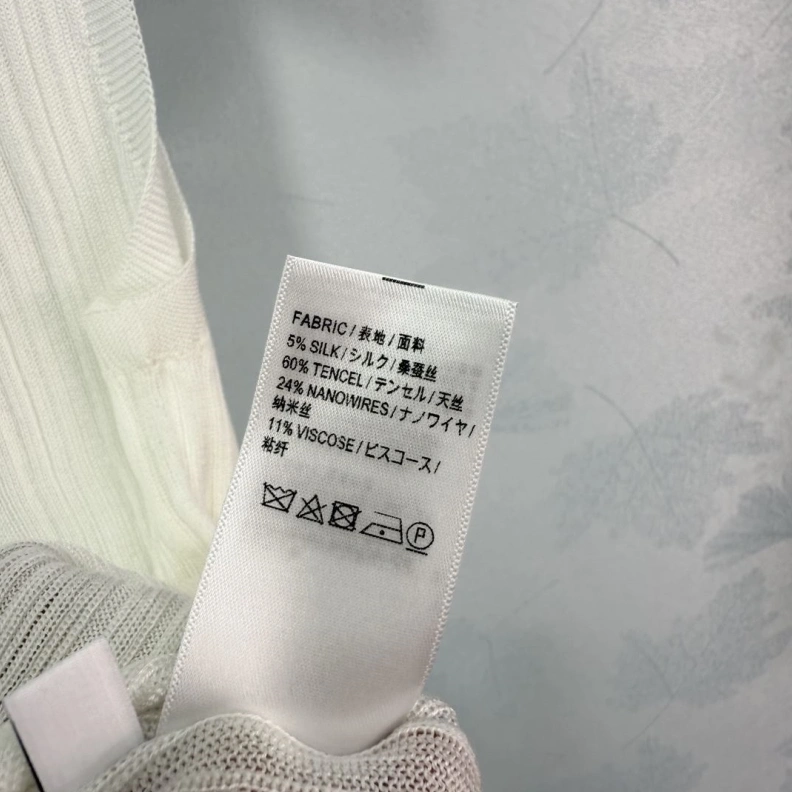 FABRIC / 表地 / 面料
5% SILK / シルク / 桑蚕丝
60% TENCEL / テンセル / 天丝
24% NANOWIRES / ナノワイヤ /
纳米丝
11% VISCOSE / ビスコース /
粘纤
P